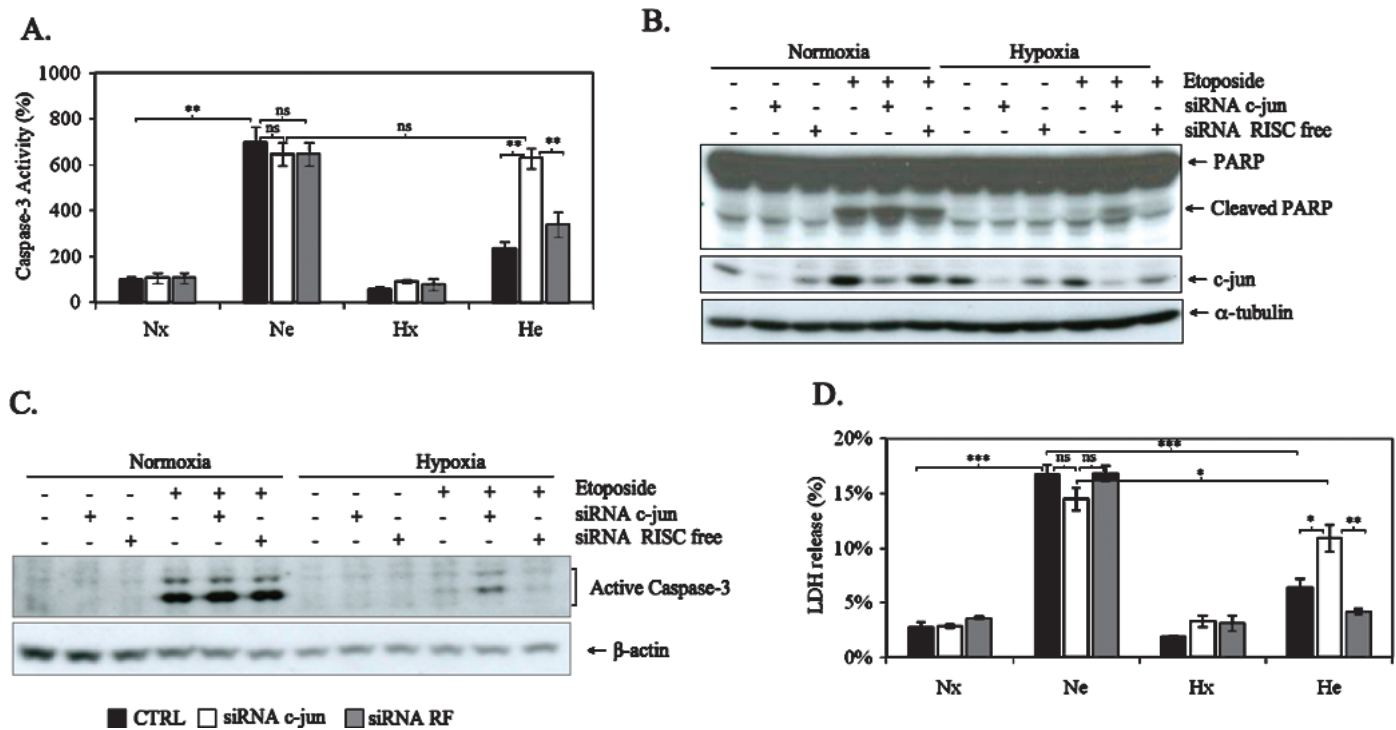 A.
1000
800
600
400
200
0
Caspase-3 Activity (%)
** ns ns ns ** **
Nx Ne Hx He
B.
Normoxia Hypoxia
- - - + + + - - - + + + Etoposide
- + - - + - - + - - + - siRNA c-jun
- - + - - + - - + - - + siRNA RISC free
← PARP
← Cleaved PARP
← c-jun
← α-tubulin
C.
Normoxia Hypoxia
- - - + + + - - - + + + Etoposide
- + - - + - - + - - + - siRNA c-jun
- - + - - + - - + - - + siRNA RISC free
Active Caspase-3
← β-actin
CTRL siRNA c-jun siRNA RF
D.
20%
15%
10%
5%
0%
LDH release (%)
*** ns ns *** * * **
Nx Ne Hx He